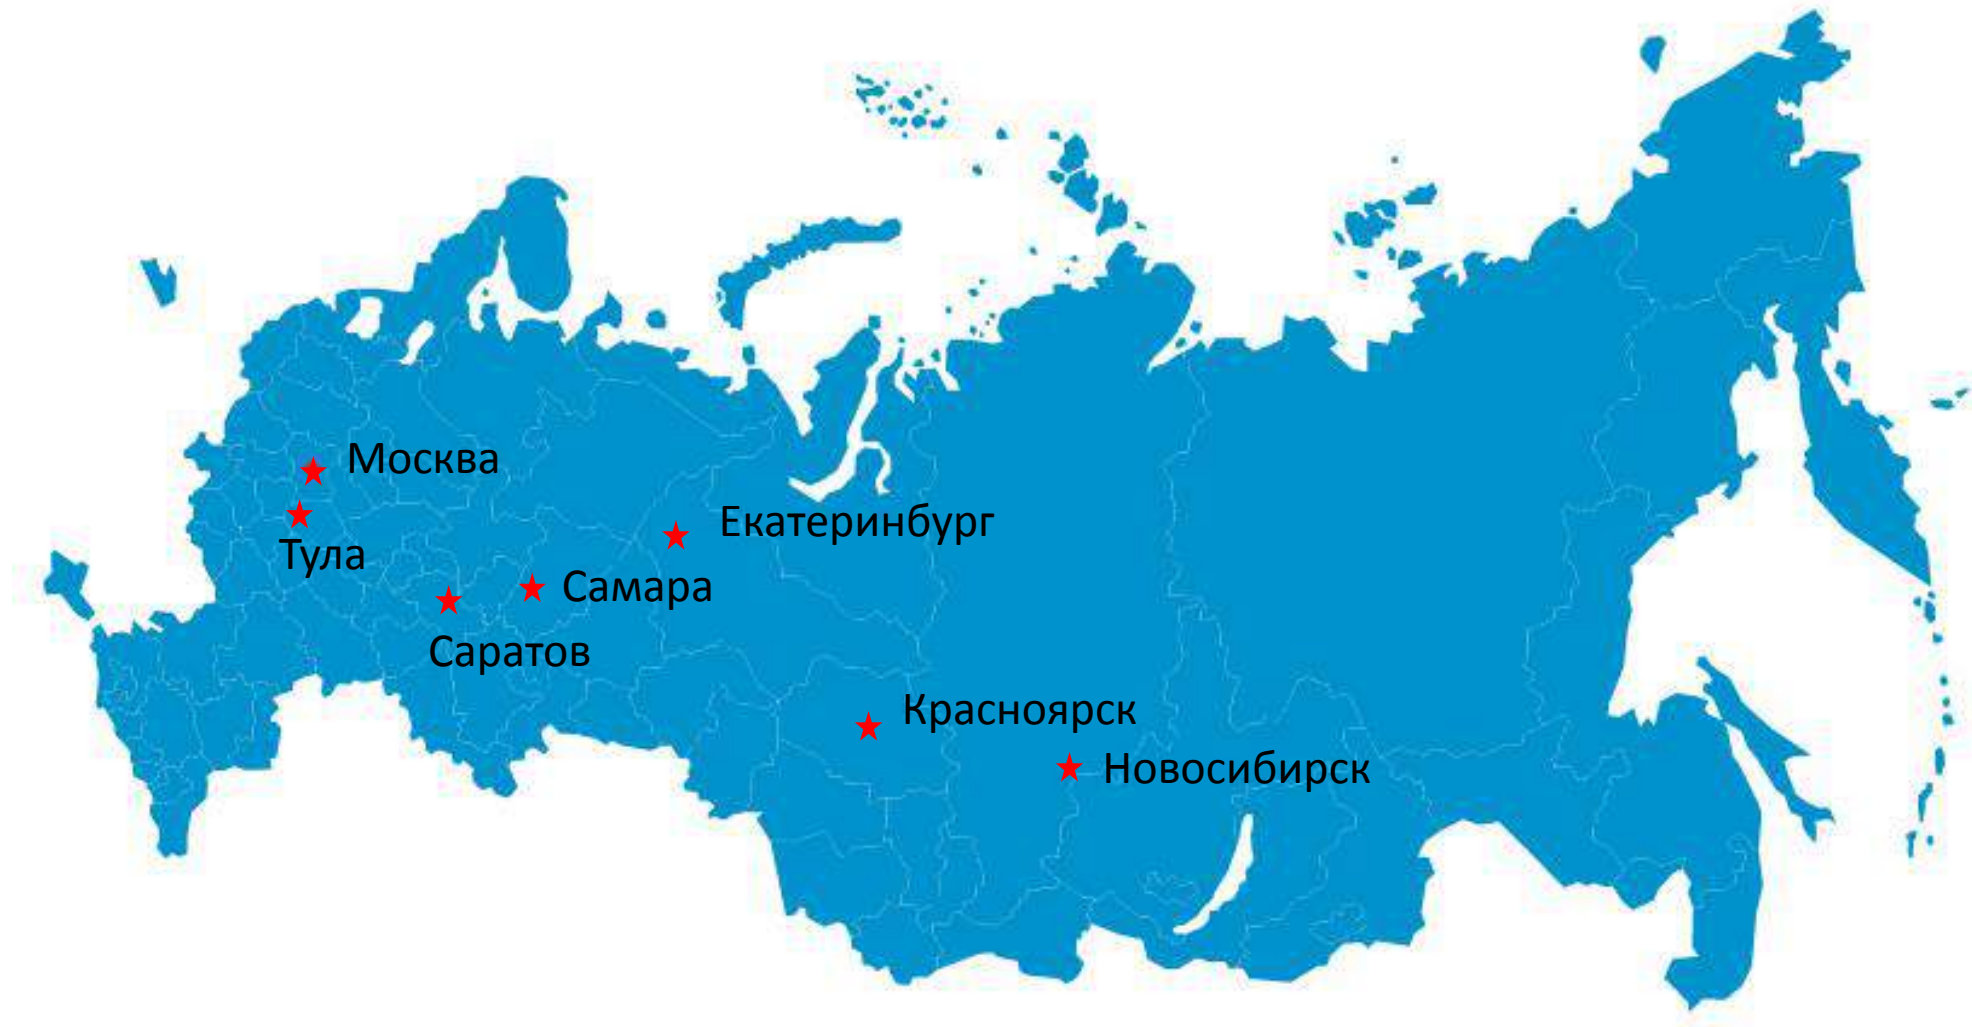 Москва
Екатеринбург
Тула
Самара
Саратов
Красноярск
Новосибирск